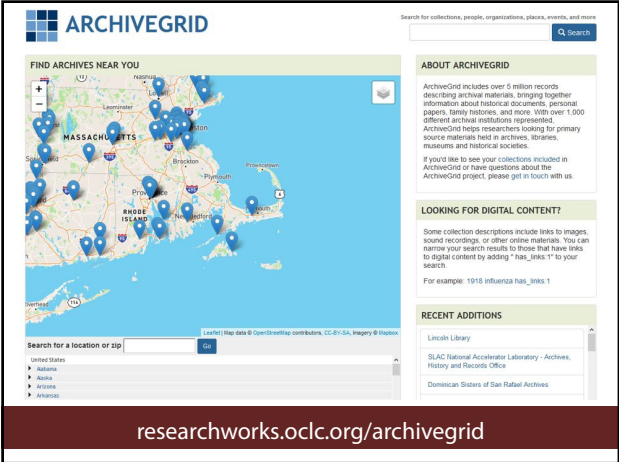 ARCHIVEGRID
Search for collections, people, organizations, places, events, and more
Search
FIND ARCHIVES NEAR YOU
+
−
Nashua
Leominster
MASSACHU ETTS
ston
Brockton
Plymouth
Provincetown
Prov
RHODE
ISLAND
New edford
outh
6
verhead
114
Leaflet | Map data © OpenStreetMap contributors, CC-BY-SA, Imagery © Mapbox
Search for a location or zip
Go
United States
Alabama
Alaska
Arizona
Arkansas
ABOUT ARCHIVEGRID
ArchiveGrid includes over 5 million records
describing archival materials, bringing together
information about historical documents, personal
papers, family histories, and more. With over 1,000
different archival institutions represented,
ArchiveGrid helps researchers looking for primary
source materials held in archives, libraries,
museums and historical societies.
If you'd like to see your collections included in
ArchiveGrid or have questions about the
ArchiveGrid project, please get in touch with us.
LOOKING FOR DIGITAL CONTENT?
Some collection descriptions include links to images,
sound recordings, or other online materials. You can
narrow your search results to those that have links
to digital content by adding " has_links:1" to your
search.
For example: 1918 influenza has_links:1
RECENT ADDITIONS
Lincoln Library
SLAC National Accelerator Laboratory - Archives,
History and Records Office
Dominican Sisters of San Rafael Archives
researchworks.oclc.org/archivegrid